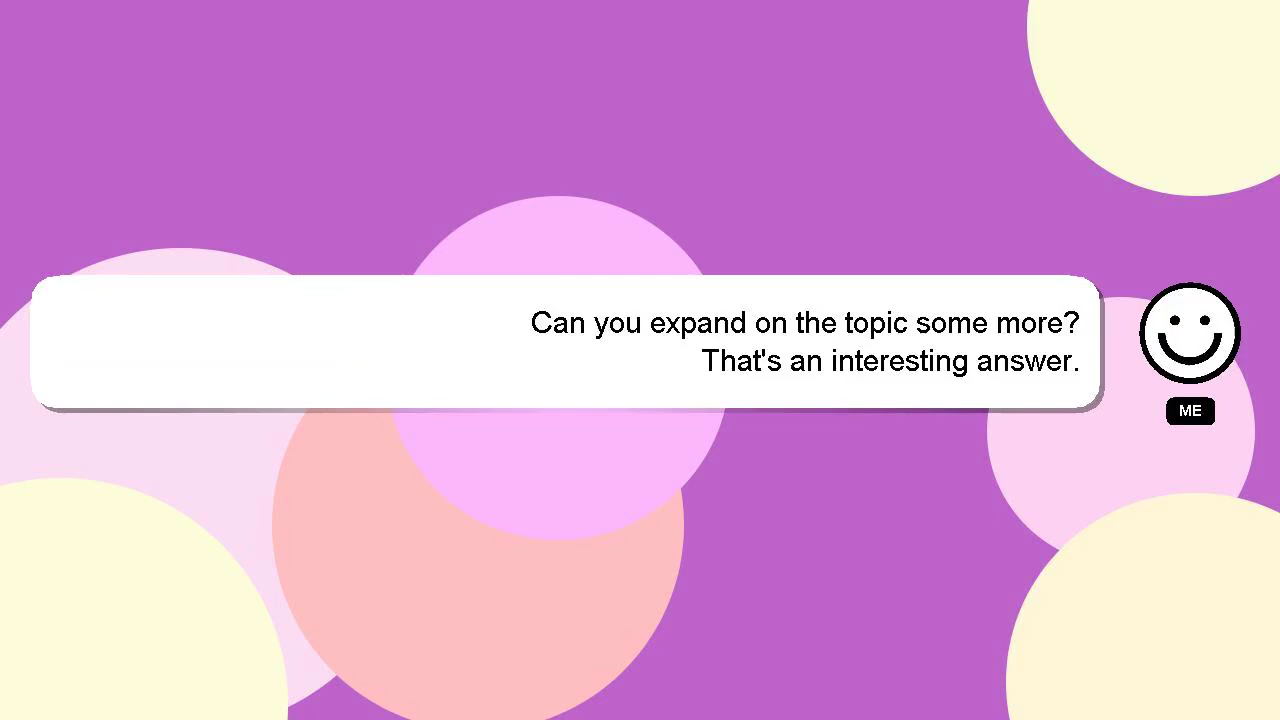 Can you expand on the topic some more?
That's an interesting answer.
ME